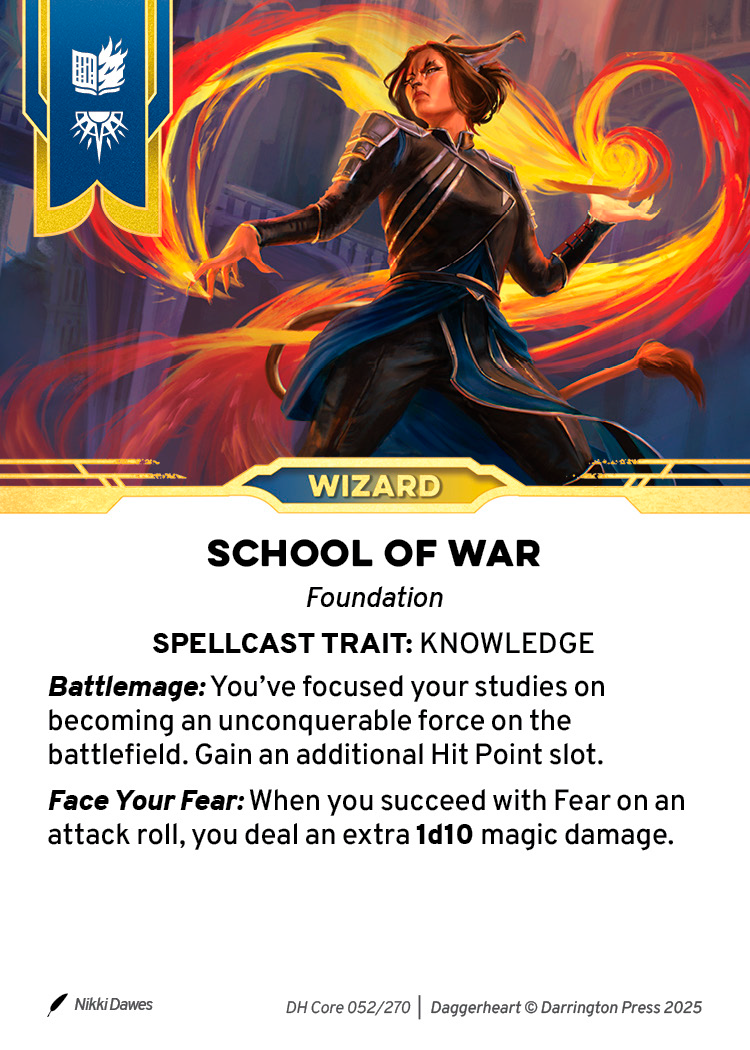 WIZARD
SCHOOL OF WAR
Foundation
SPELLCAST TRAIT: KNOWLEDGE
Battlemage: You’ve focused your studies on
becoming an unconquerable force on the
battlefield. Gain an additional Hit Point slot.
Face Your Fear: When you succeed with Fear on an
attack roll, you deal an extra 1d10 magic damage.
Nikki Dawes
DH Core 052/270 | Daggerheart © Darrington Press 2025